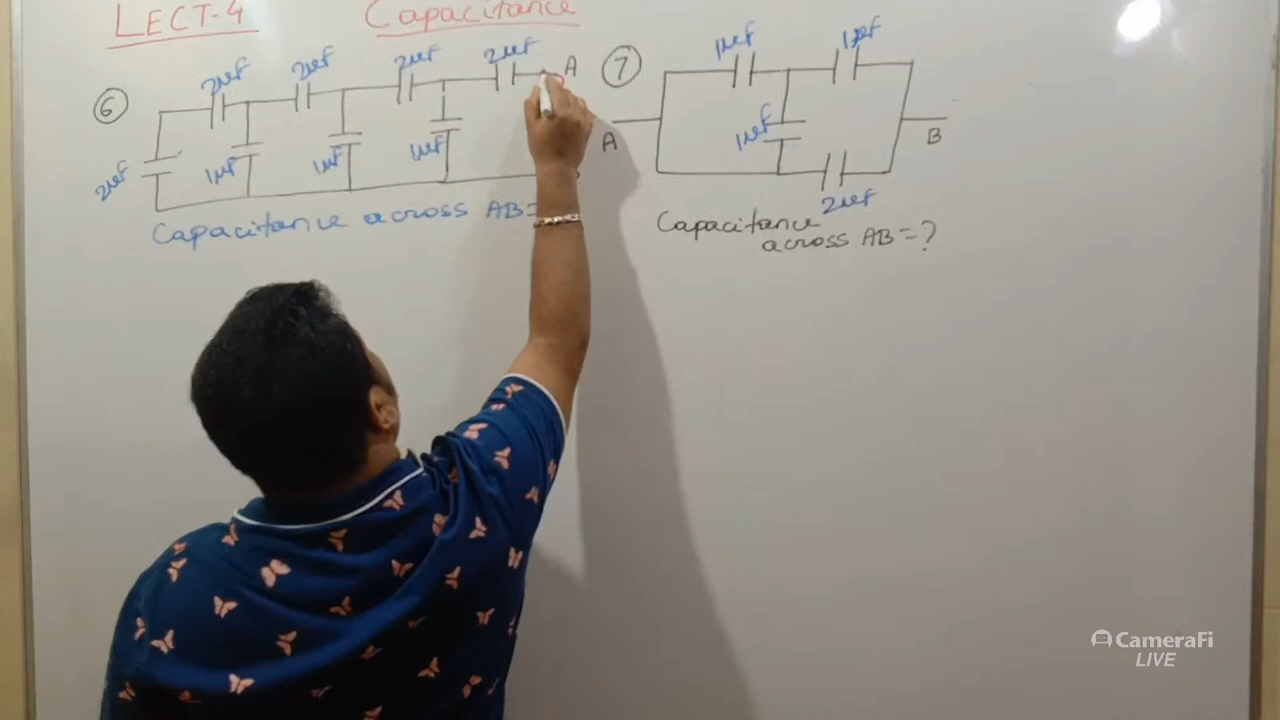 LECT-4 Capacitance
6
2μF 2μF 2μF 2μF A
2μF 1μF 1μF 1μF
Capacitance across AB=
7
1μF 1μF
A 1μF B
2μF
Capacitance
across AB=?
CameraFi
LIVE